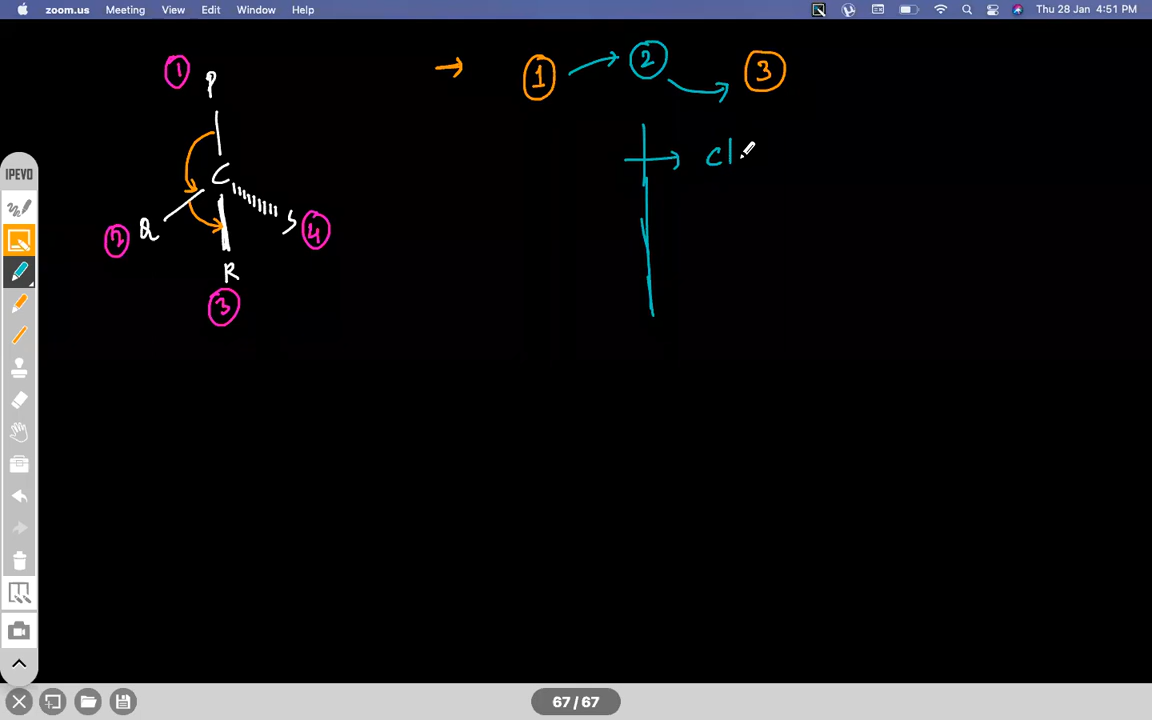 zoom.us Meeting View Edit Window Help Thu 28 Jan 4:51 PM
① P → ① → ② → ③
C cl
IPEVO
② Q S ④
R
③
67/67